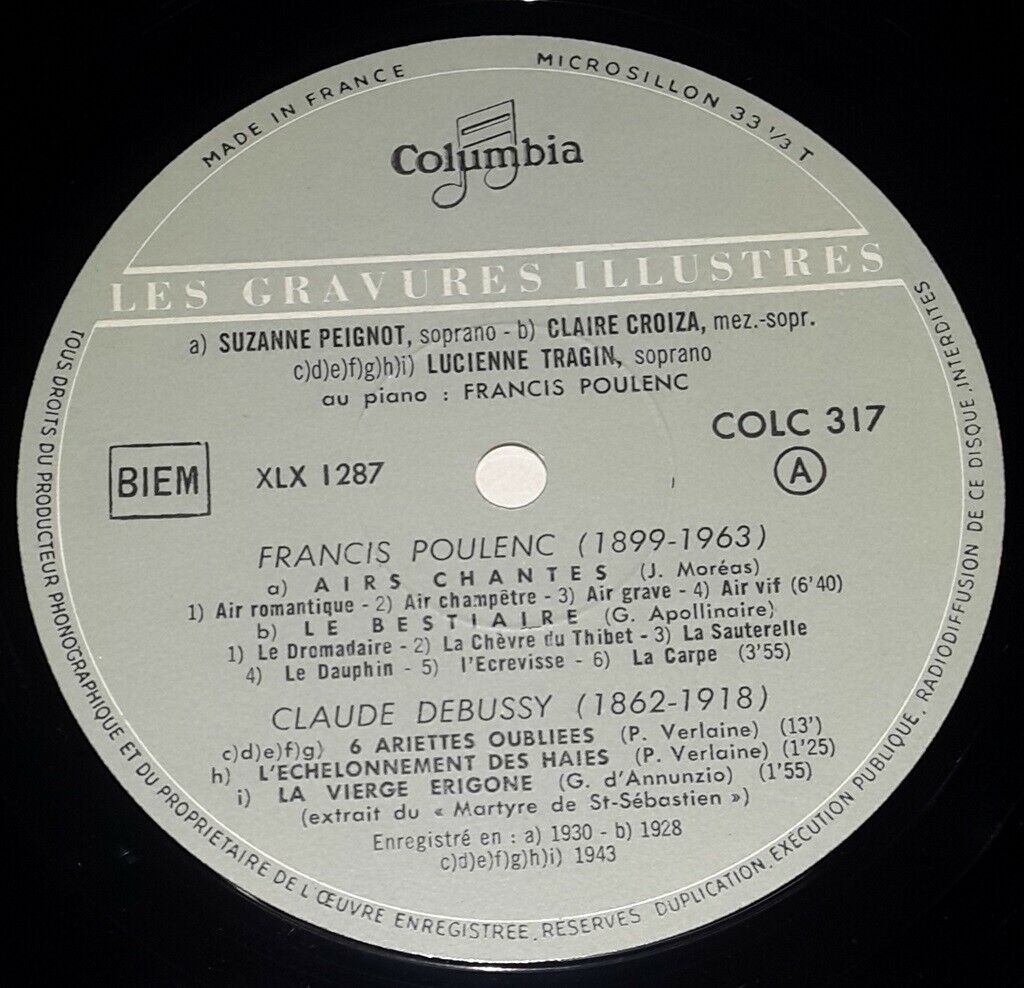 MADE IN FRANCE
MICROSILLON 33 1/3 T
Columbia
LES GRAVURES ILLUSTRES
a) SUZANNE PEIGNOT, soprano - b) CLAIRE CROIZA, mez.-sopr.
c)d)e)f)g)h)i) LUCIENNE TRAGIN, soprano
au piano : FRANCIS POULENC
COLC 317
BIEM
XLX 1287
A
FRANCIS POULENC (1899-1963)
a) AIRS CHANTES (J. Moréas)
1) Air romantique - 2) Air champêtre - 3) Air grave - 4) Air vif (6'40)
b) LE BESTIAIRE (G. Apollinaire)
1) Le Dromadaire - 2) La Chèvre du Thibet - 3) La Sauterelle
4) Le Dauphin - 5) l'Ecrevisse - 6) La Carpe (3'55)
CLAUDE DEBUSSY (1862-1918)
c)d)e)f)g) 6 ARIETTES OUBLIEES (P. Verlaine) (13')
h) L'ECHELONNEMENT DES HAIES (P. Verlaine) (1'25)
i) LA VIERGE ERIGONE (G. d'Annunzio) (1'55)
(extrait du « Martyre de St-Sébastien »)
Enregistré en : a) 1930 - b) 1928
c)d)e)f)g)h)i) 1943
TOUS DROITS DU PRODUCTEUR PHONOGRAPHIQUE ET DU PROPRIETAIRE DE L'ŒUVRE ENREGISTREE. RÉSERVES DUPLICATION. EXECUTION PUBLIQUE. RADIODIFFUSION DE CE DISQUE. INTERDITES